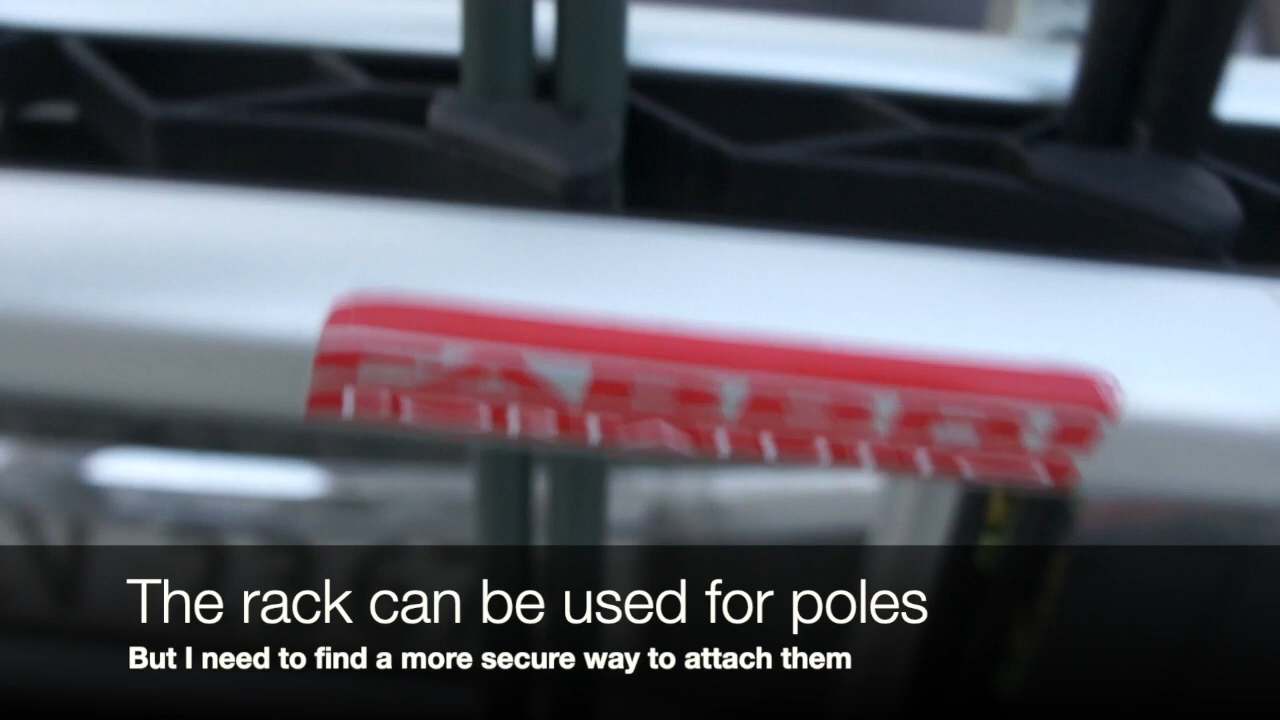 The rack can be used for poles
But I need to find a more secure way to attach them